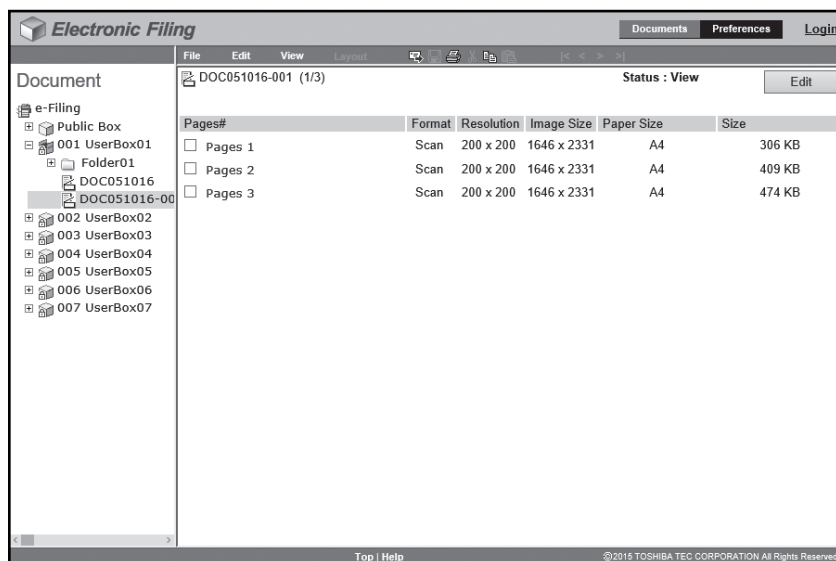 Electronic Filing
Documents Preferences Login
File Edit View Layout |< < > >|
Document
DOC051016-001 (1/3) Status : View Edit
e-Filing
Public Box
001 UserBox01
Folder01
DOC051016
DOC051016-00
002 UserBox02
003 UserBox03
004 UserBox04
005 UserBox05
006 UserBox06
007 UserBox07
Pages# Format Resolution Image Size Paper Size Size
Pages 1 Scan 200 x 200 1646 x 2331 A4 306 KB
Pages 2 Scan 200 x 200 1646 x 2331 A4 409 KB
Pages 3 Scan 200 x 200 1646 x 2331 A4 474 KB
Top | Help ©2015 TOSHIBA TEC CORPORATION All Rights Reserved